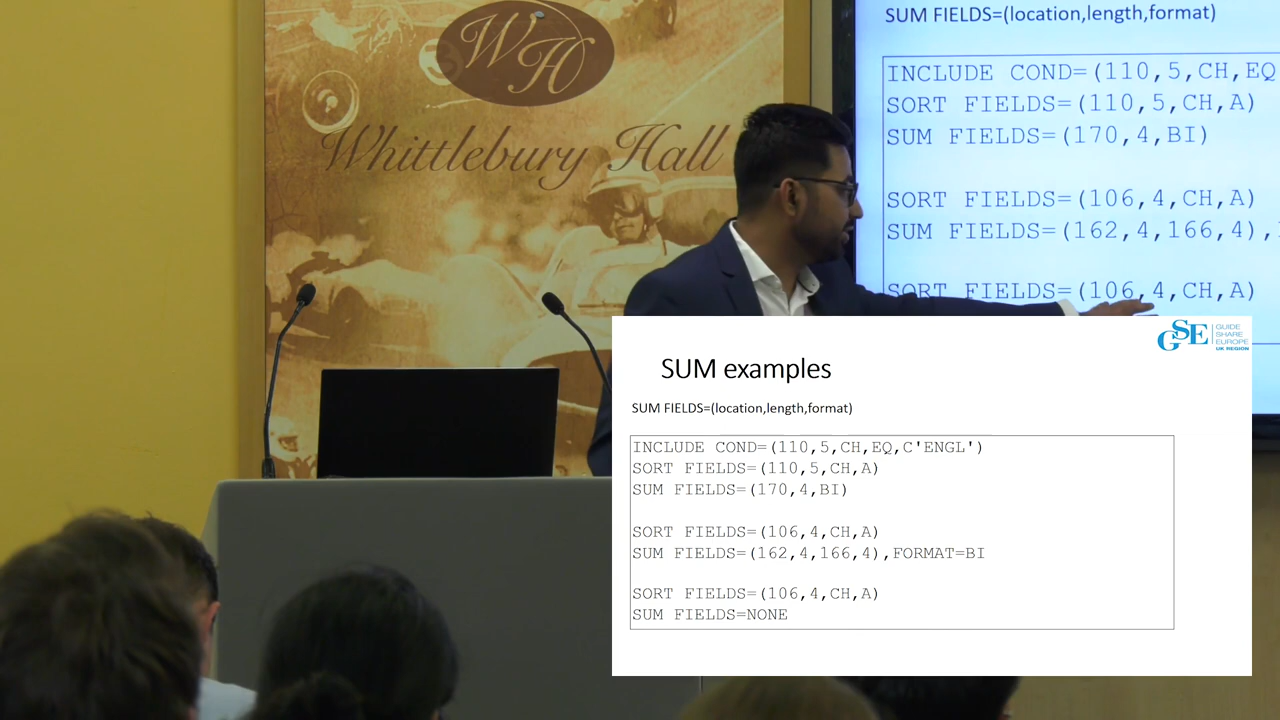 WH
Whittlebury Hall
SUM FIELDS=(location,length,format)
INCLUDE COND=(110,5,CH,EQ
SORT FIELDS=(110,5,CH,A)
SUM FIELDS=(170,4,BI)
SORT FIELDS=(106,4,CH,A)
SUM FIELDS=(162,4,166,4),
SORT FIELDS=(106,4,CH,A)
GSE
GUIDE
SHARE
EUROPE
UK REGION
SUM examples
SUM FIELDS=(location,length,format)
INCLUDE COND=(110,5,CH,EQ,C'ENGL')
SORT FIELDS=(110,5,CH,A)
SUM FIELDS=(170,4,BI)
SORT FIELDS=(106,4,CH,A)
SUM FIELDS=(162,4,166,4),FORMAT=BI
SORT FIELDS=(106,4,CH,A)
SUM FIELDS=NONE